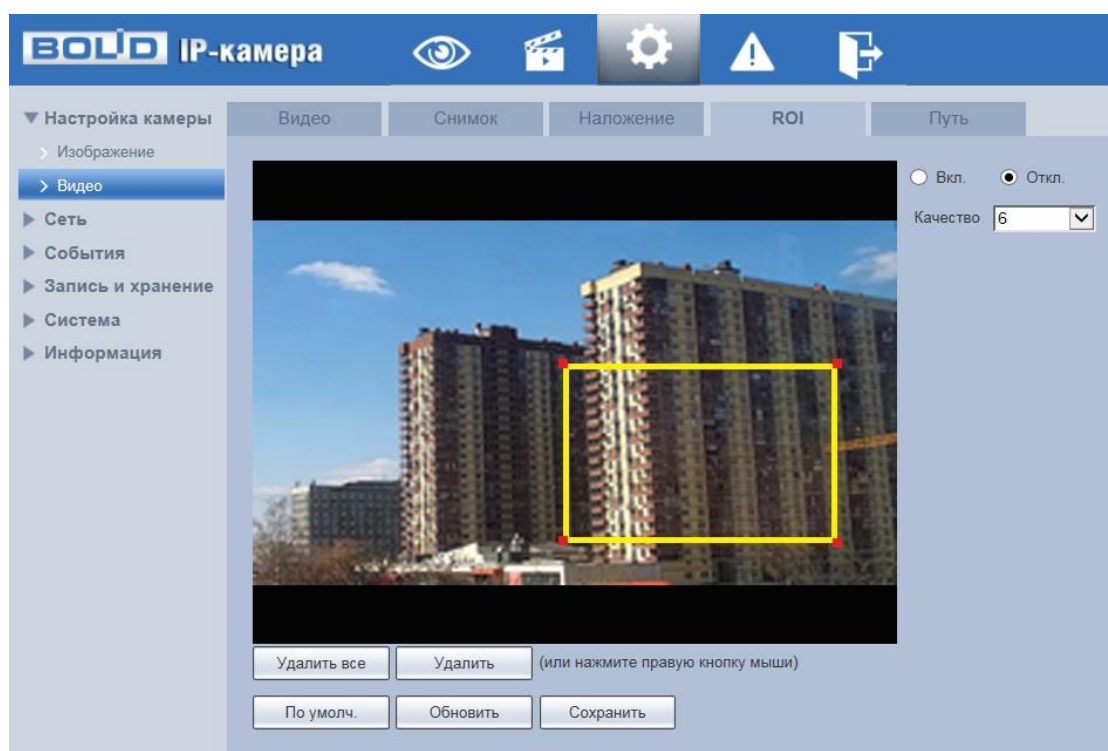 BOLID IP-камера
Настройка камеры
Изображение
Видео
Сеть
События
Запись и хранение
Система
Информация
Видео Снимок Наложение ROI Путь
Вкл. Откл.
Качество 6
Удалить все Удалить (или нажмите правую кнопку мыши)
По умолч. Обновить Сохранить